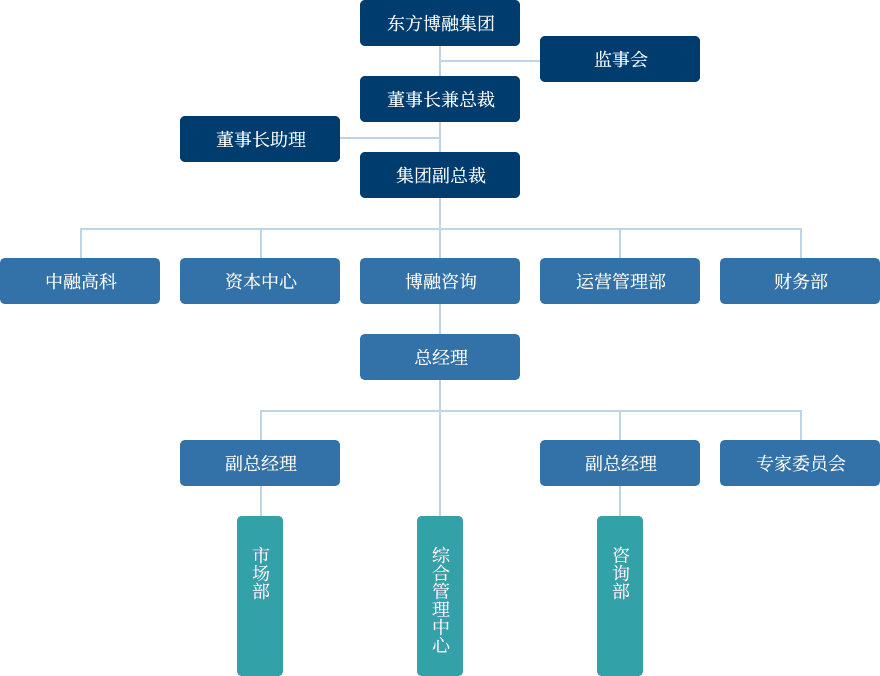 东方博融集团
监事会
董事长兼总裁
董事长助理
集团副总裁
中融高科
资本中心
博融咨询
运营管理部
财务部
总经理
副总经理
副总经理
专家委员会
市场部
综合管理中心
咨询部